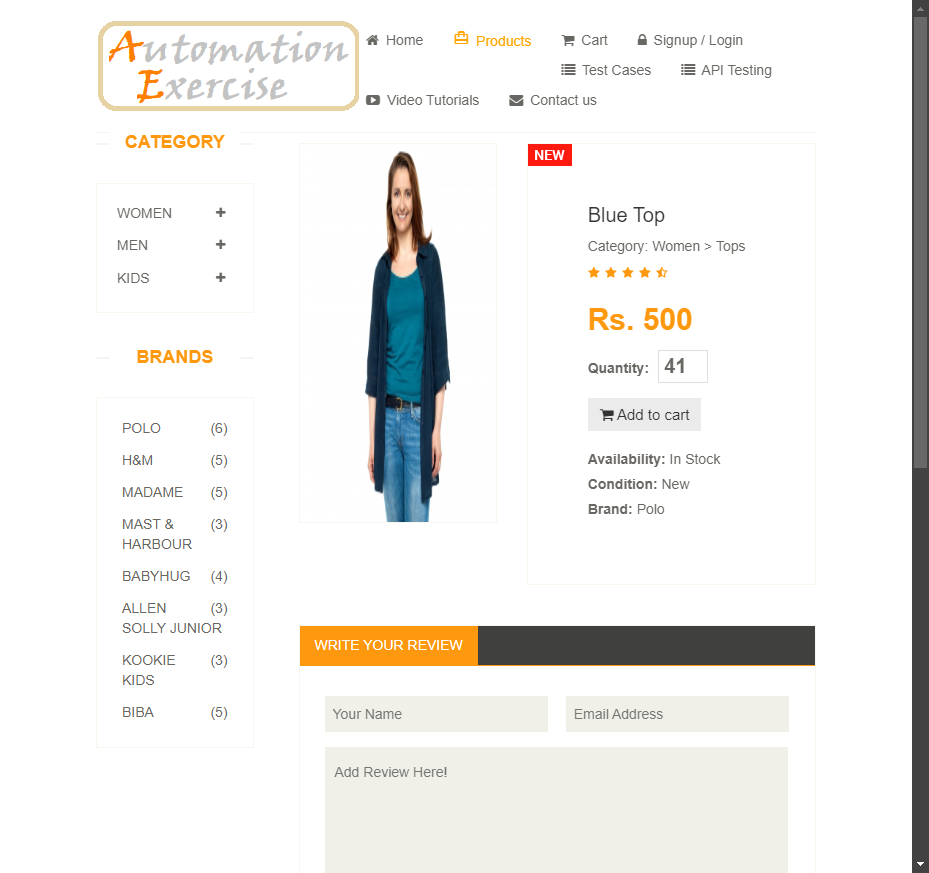 Automation
Exercise
Home
Products
Cart
Signup / Login
Test Cases
API Testing
Video Tutorials
Contact us
CATEGORY
WOMEN
MEN
KIDS
BRANDS
POLO (6)
H&M (5)
MADAME (5)
MAST & (3)
HARBOUR
BABYHUG (4)
ALLEN (3)
SOLLY JUNIOR
KOOKIE (3)
KIDS
BIBA (5)
NEW
Blue Top
Category: Women > Tops
Rs. 500
Quantity: 41
Add to cart
Availability: In Stock
Condition: New
Brand: Polo
WRITE YOUR REVIEW
Your Name
Email Address
Add Review Here!